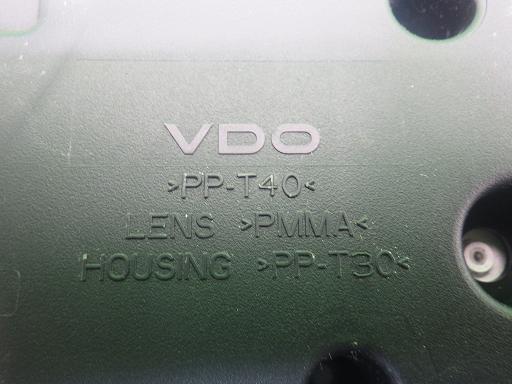 VDO
>PP-T40<
LENS >PMMA<
HOUSING >PP-T30<